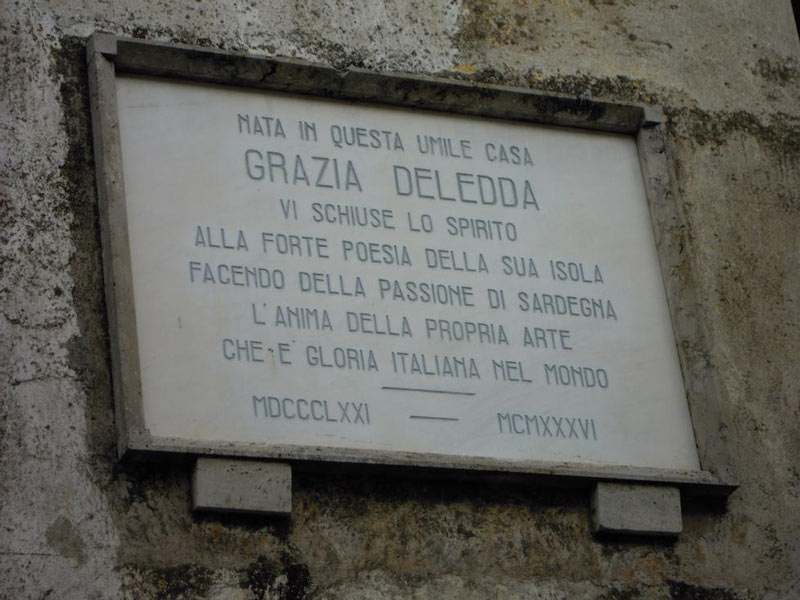 NATA IN QUESTA UMILE CASA
GRAZIA DELEDDA
VI SCHIUSE LO SPIRITO
ALLA FORTE POESIA DELLA SUA ISOLA
FACENDO DELLA PASSIONE DI SARDEGNA
L'ANIMA DELLA PROPRIA ARTE
CHE E' GLORIA ITALIANA NEL MONDO
MDCCCLXXI — MCMXXXVI